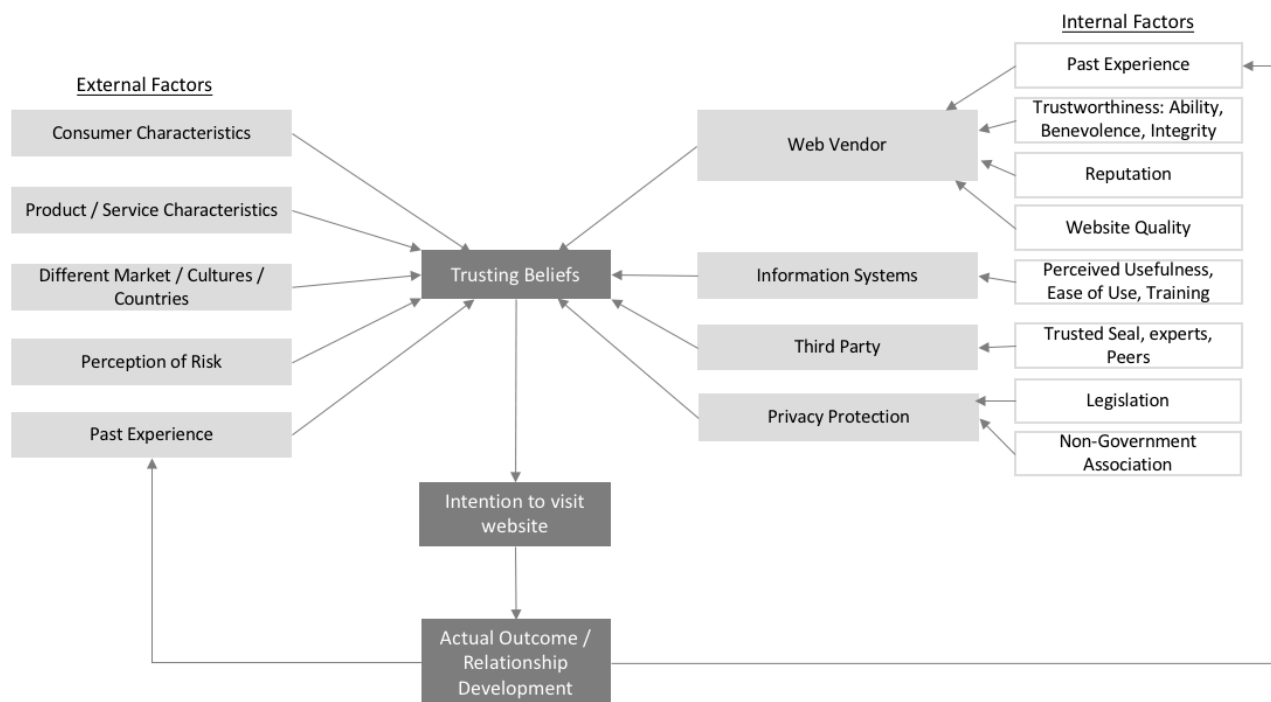 External Factors
Consumer Characteristics
Product / Service Characteristics
Different Market / Cultures /
Countries
Perception of Risk
Past Experience
Trusting Beliefs
Intention to visit
website
Actual Outcome /
Relationship
Development
Web Vendor
Information Systems
Third Party
Privacy Protection
Internal Factors
Past Experience
Trustworthiness: Ability,
Benevolence, Integrity
Reputation
Website Quality
Perceived Usefulness,
Ease of Use, Training
Trusted Seal, experts,
Peers
Legislation
Non-Government
Association